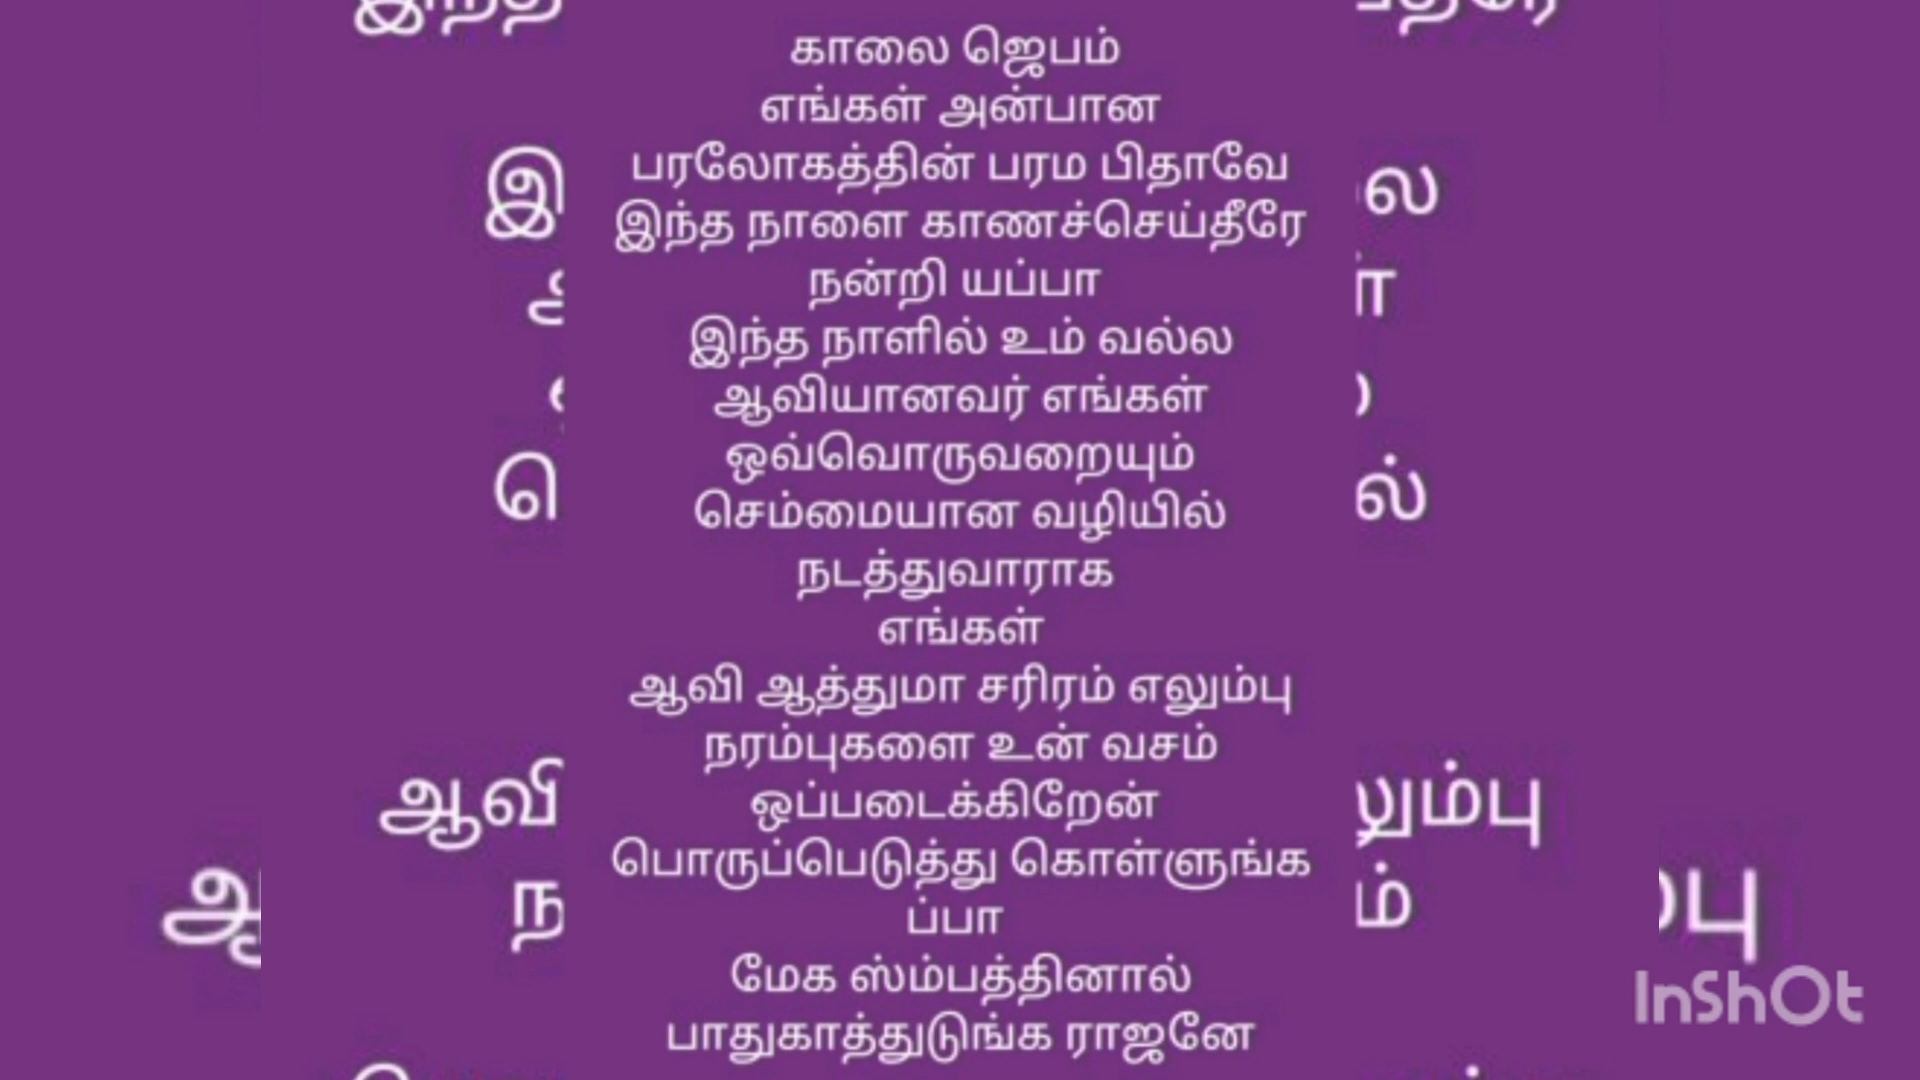 காலை ஜெபம்
எங்கள் அன்பான
பரலோகத்தின் பரம பிதாவே
இந்த நாளை காணச்செய்தீரே
நன்றி யப்பா
இந்த நாளில் உம் வல்ல
ஆவியானவர் எங்கள்
ஒவ்வொருவறையும்
செம்மையான வழியில்
நடத்துவாராக
எங்கள்
ஆவி ஆத்துமா சரிரம் எலும்பு
நரம்புகளை உன் வசம்
ஒப்படைக்கிறேன்
பொருப்பெடுத்து கொள்ளுங்க
ப்பா
மேக ஸ்ம்பத்தினால்
பாதுகாத்துடுங்க ராஜனே
InShOt